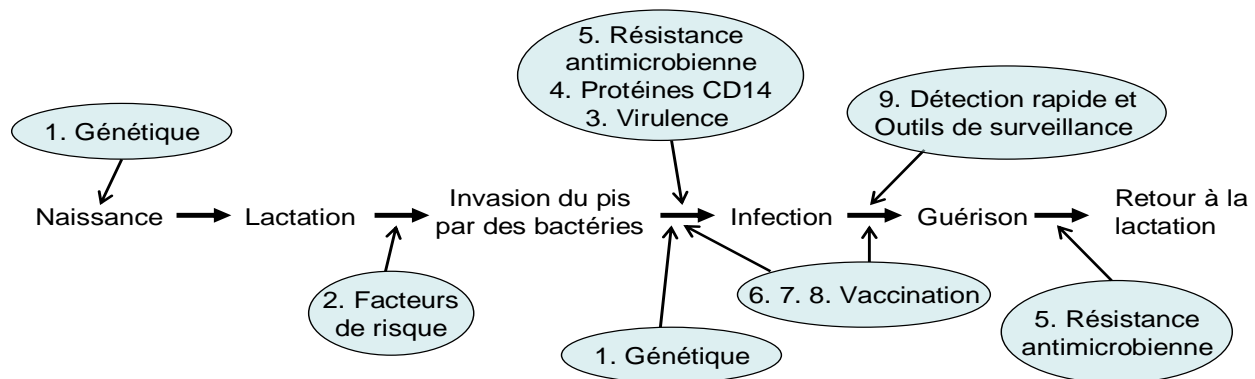 5. Résistance
antimicrobienne
4. Protéines CD14
3. Virulence
9. Détection rapide et
Outils de surveillance
1. Génétique
Naissance
Lactation
Invasion du pis
par des bactéries
Infection
Guérison
Retour à la
lactation
2. Facteurs
de risque
6. 7. 8. Vaccination
1. Génétique
5. Résistance
antimicrobienne